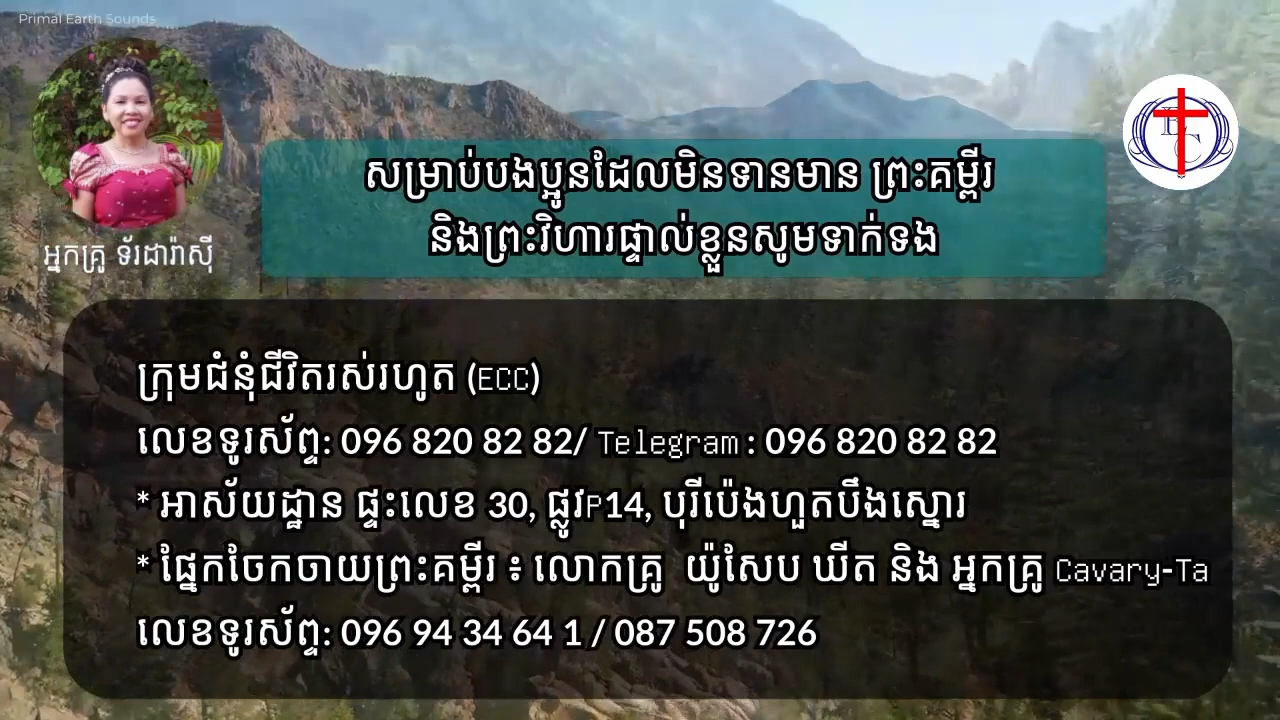 Primal Earth Sounds
អ្នកគ្រូ ទ័រដារ៉ាស៊ី
សម្រាប់បងប្អូនដែលមិនទានមាន ព្រះគម្ពីរ
និងព្រះវិហារផ្ទាល់ខ្លួនសូមទាក់ទង
ក្រុមជំនុំជីវិតរស់រហូត (ECC)
លេខទូរស័ព្ទ: 096 820 82 82/ Telegram : 096 820 82 82
* អាស័យដ្ឋាន ផ្ទះលេខ 30, ផ្លូវP14, បុរីប៉េងហួតបឹងស្នោរ
* ផ្នែកចែកចាយព្រះគម្ពីរ ៖ លោកគ្រូ យ៉ូសែប ឃីត និង អ្នកគ្រូ Cavary-Ta
លេខទូរស័ព្ទ: 096 94 34 64 1 / 087 508 726